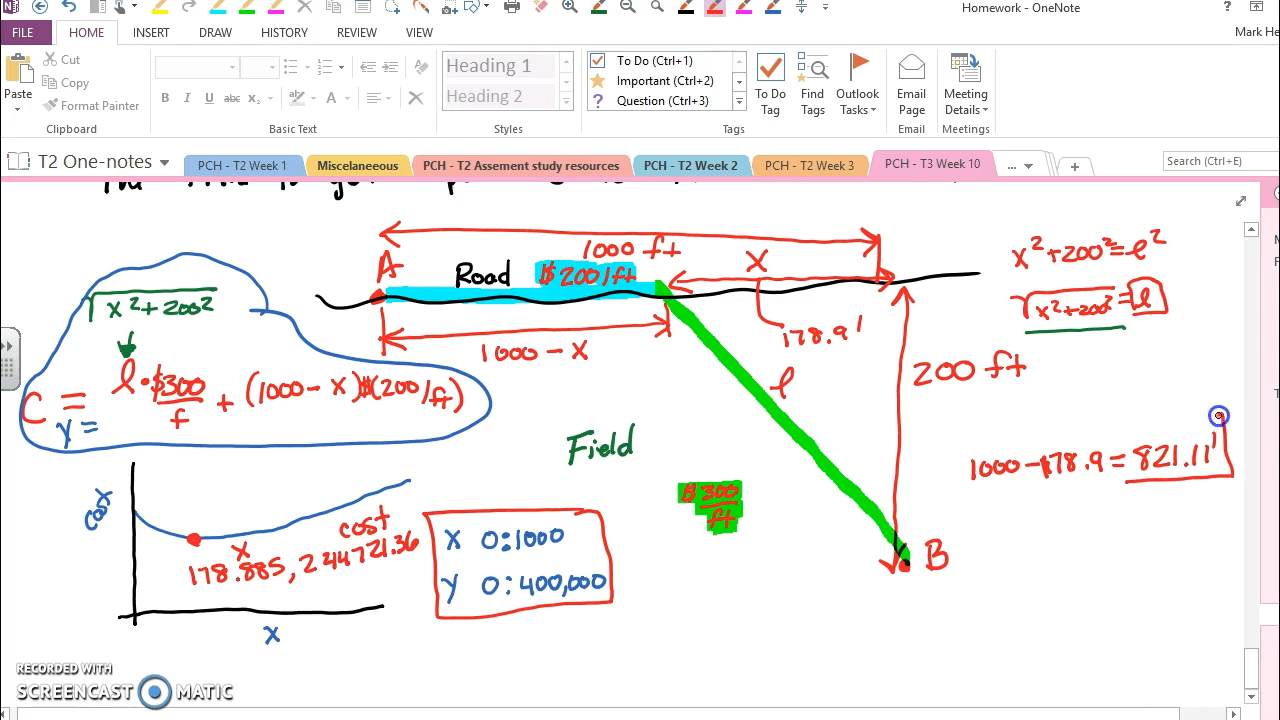 Homework - OneNote
?
FILE HOME INSERT DRAW HISTORY REVIEW VIEW
Mark He
Paste
Cut
Copy
Format Painter
Clipboard
B I U abc x₂ A
Basic Text
Heading 1
Heading 2
Styles
To Do (Ctrl+1)
Important (Ctrl+2)
? Question (Ctrl+3)
To Do Tag
Find Tags
Outlook Tasks
Tags
Email Page
Email
Meeting Details
Meetings
T2 One-notes
PCH - T2 Week 1
Miscelaneeous
PCH - T2 Assement study resources
PCH - T2 Week 2
PCH - T2 Week 3
PCH - T3 Week 10
...
+
Search (Ctrl+E)
1000 ft
A
Road $200/ft
X
1000 - X
178.9'
x²+200²=l²
√x²+200² = l
√x²+200²
l·$300/f + (1000-x)$(200/ft)
C =
y =
l
200 ft
Field
$300/ft
B
1000-178.9 = 821.11'
cost
x cost
178.885, 244721.36
X
X 0:1000
Y 0:400,000
RECORDED WITH
SCREENCAST MATIC